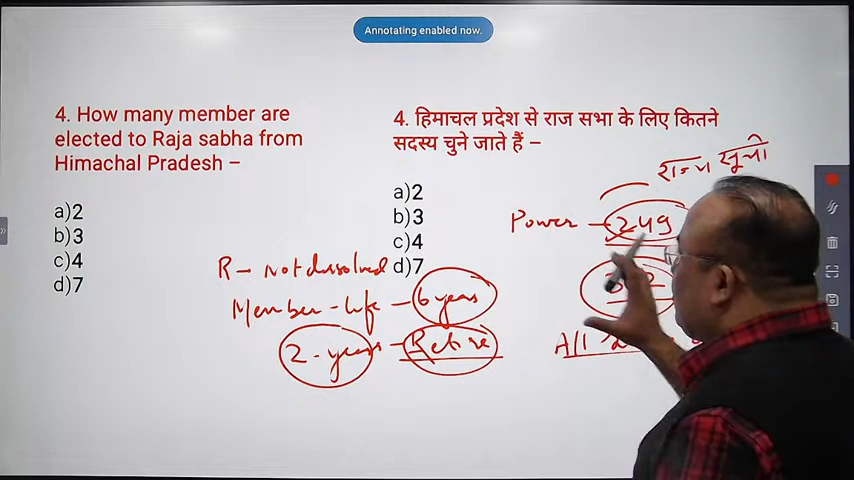 Annotating enabled now.
4. How many member are
elected to Raja sabha from
Himachal Pradesh –
a)2
b)3
c)4
d)7
4. हिमाचल प्रदेश से राज सभा के लिए कितने
सदस्य चुने जाते हैं –
a)2
b)3
c)4
d)7
राज्य सूची
Power – 249
R – not dissolved
Member – life – 6 years
2 - years – Retire
All